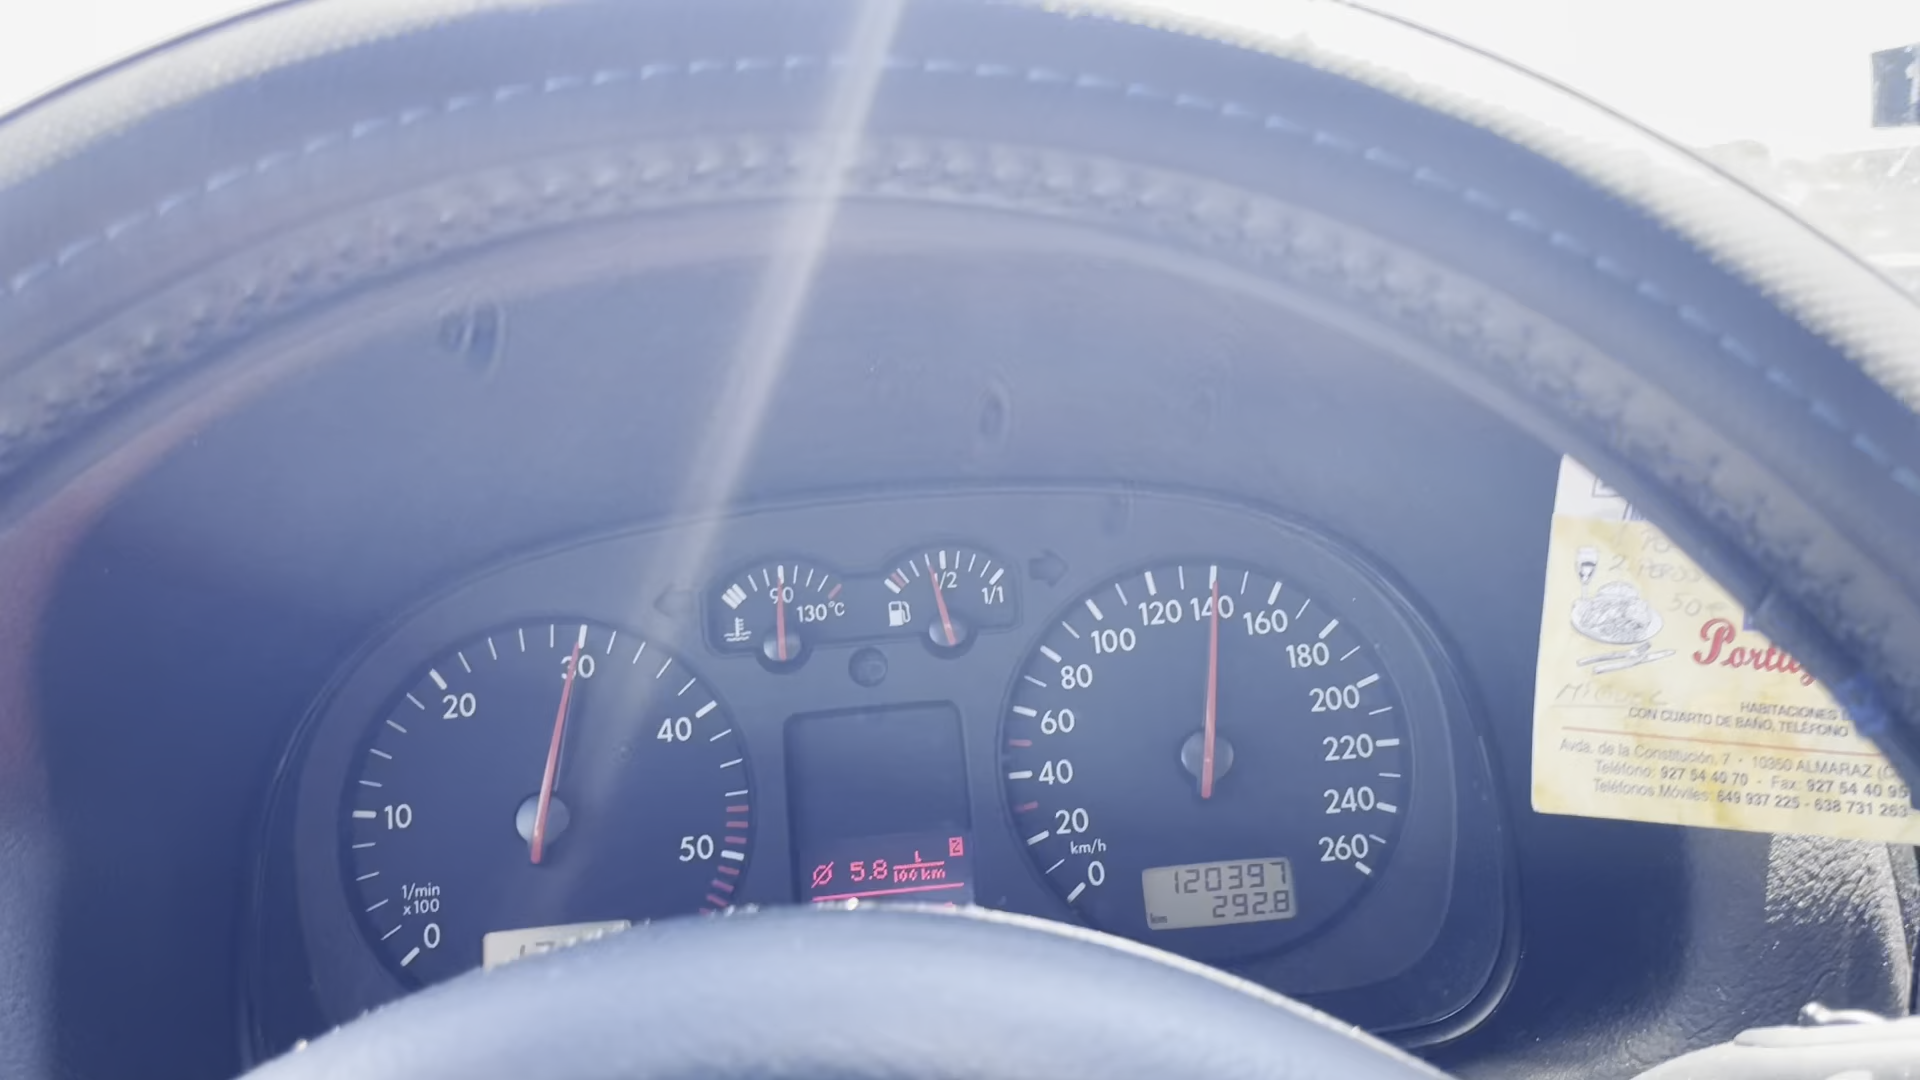 90
130°C
1/2
1/1
0
10
20
30
40
50
1/min
x100
Ø 5.8 L/100 km
2
0
20
40
60
80
100
120
140
160
180
200
220
240
260
km/h
120397
km 292.8
50€
MIGUEL
HABITACIONES
CON CUARTO DE BAÑO, TELÉFONO
Avda. de la Constitución, 7 - 10350 ALMARAZ
Teléfono: 927 54 40 70 - Fax: 927 54 40 95
Teléfonos Móviles: 649 937 225 - 638 731 263